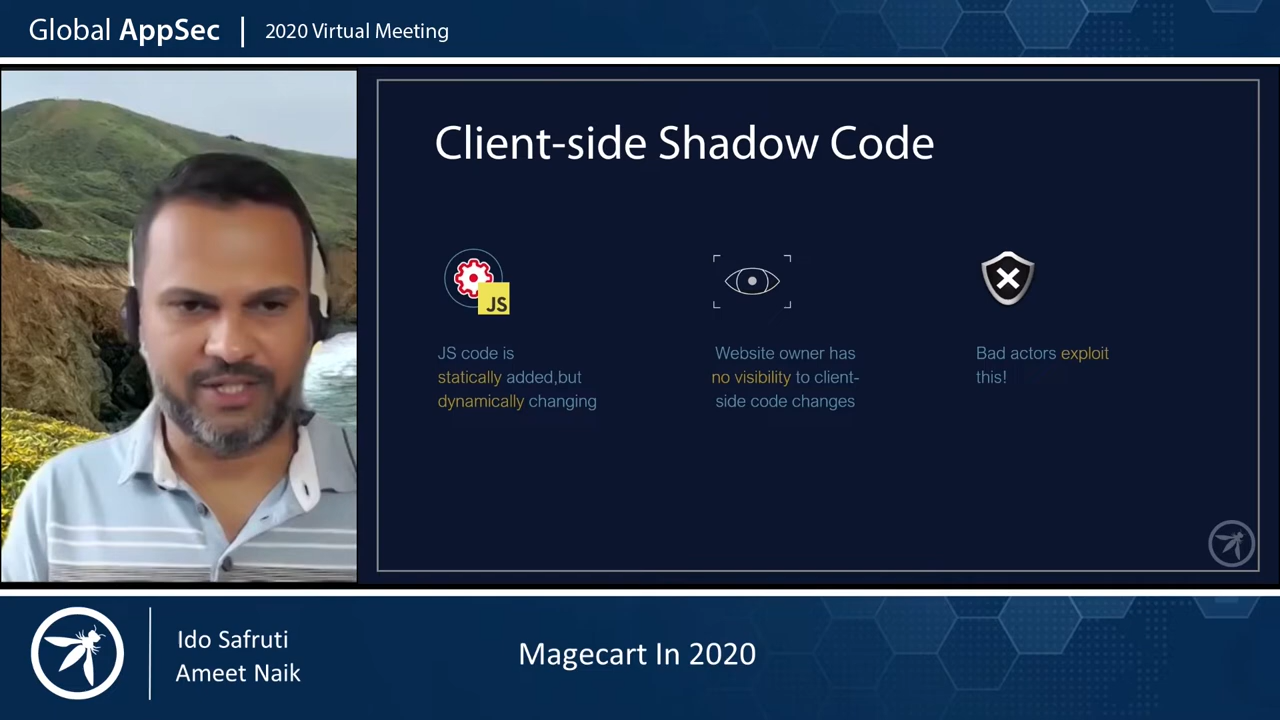 Global AppSec | 2020 Virtual Meeting
Client-side Shadow Code
JS
JS code is
statically added,but
dynamically changing
Website owner has
no visibility to client-
side code changes
Bad actors exploit
this!
Ido Safruti
Ameet Naik
Magecart In 2020